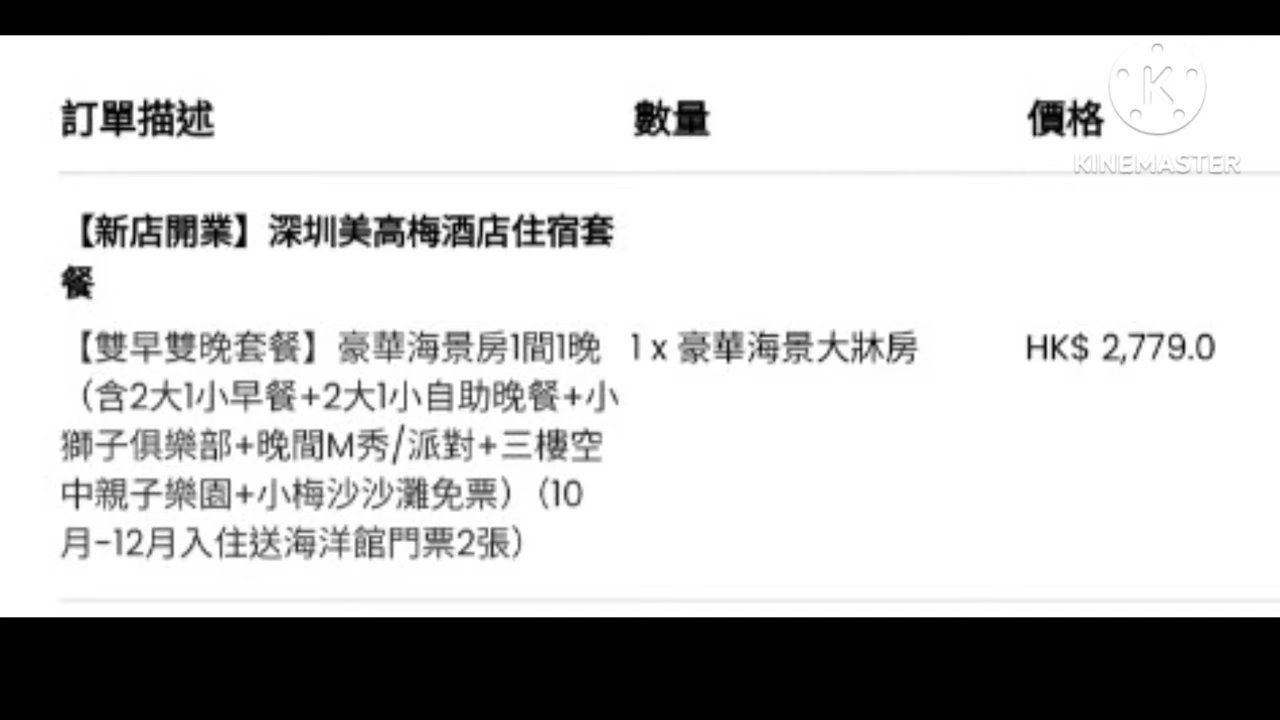 訂單描述 數量 價格
KINEMASTER
【新店開業】深圳美高梅酒店住宿套
餐
【雙早雙晚套餐】豪華海景房1間1晚 1 x 豪華海景大牀房 HK$ 2,779.0
（含2大1小早餐+2大1小自助晚餐+小
獅子俱樂部+晚間M秀/派對+三樓空
中親子樂園+小梅沙沙灘免票）（10
月-12月入住送海洋館門票2張）